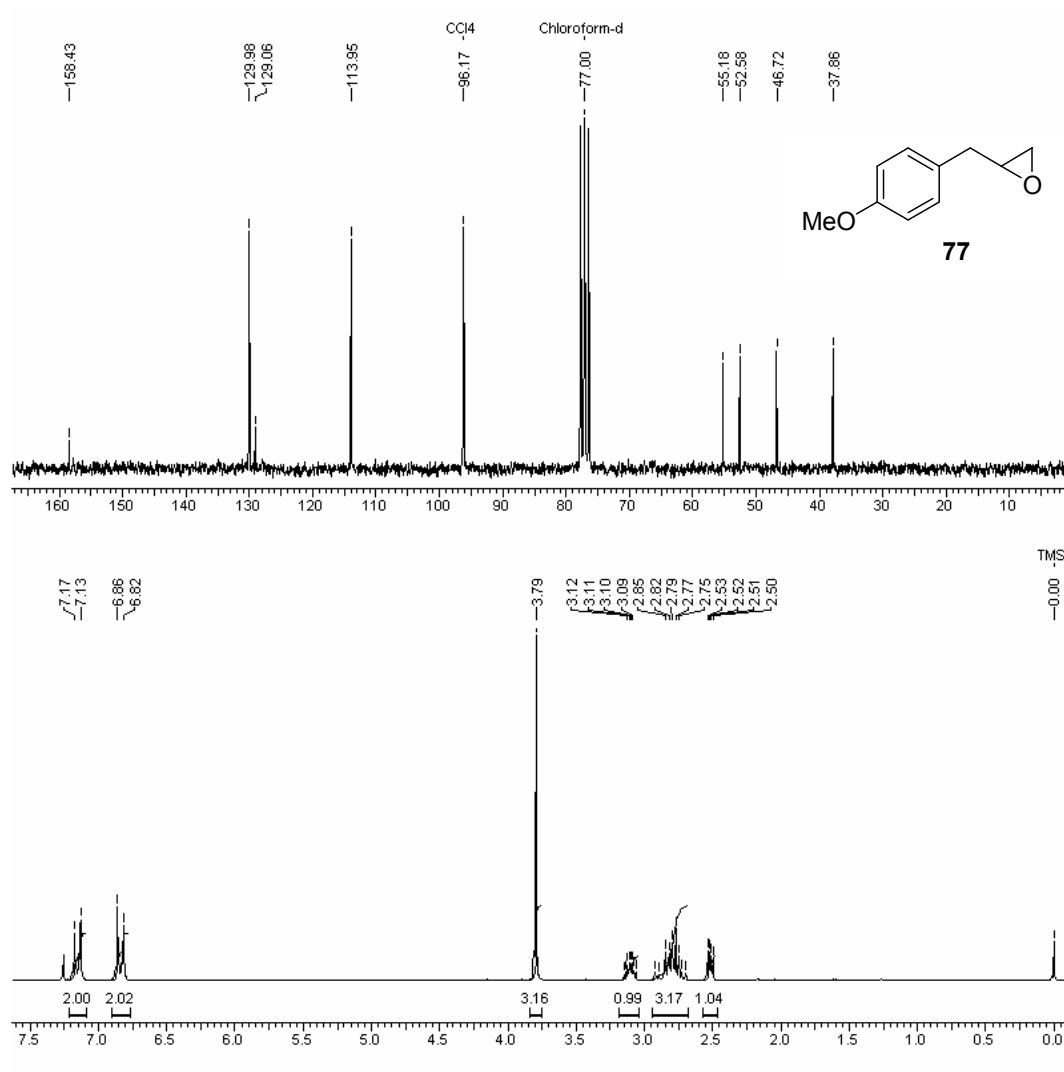 CCl4 Chloroform-d
158.43 129.98 129.06 113.95 96.17 77.00 55.18 52.58 46.72 37.86
O
MeO
77
160 150 140 130 120 110 100 90 80 70 60 50 40 30 20 10
TMS
7.17 7.13 6.86 6.82 3.79 3.12 3.11 3.10 3.09 2.85 2.82 2.79 2.77 2.75 2.53 2.52 2.51 2.50 0.00
2.00 2.02 3.16 0.99 3.17 1.04
7.5 7.0 6.5 6.0 5.5 5.0 4.5 4.0 3.5 3.0 2.5 2.0 1.5 1.0 0.5 0.0